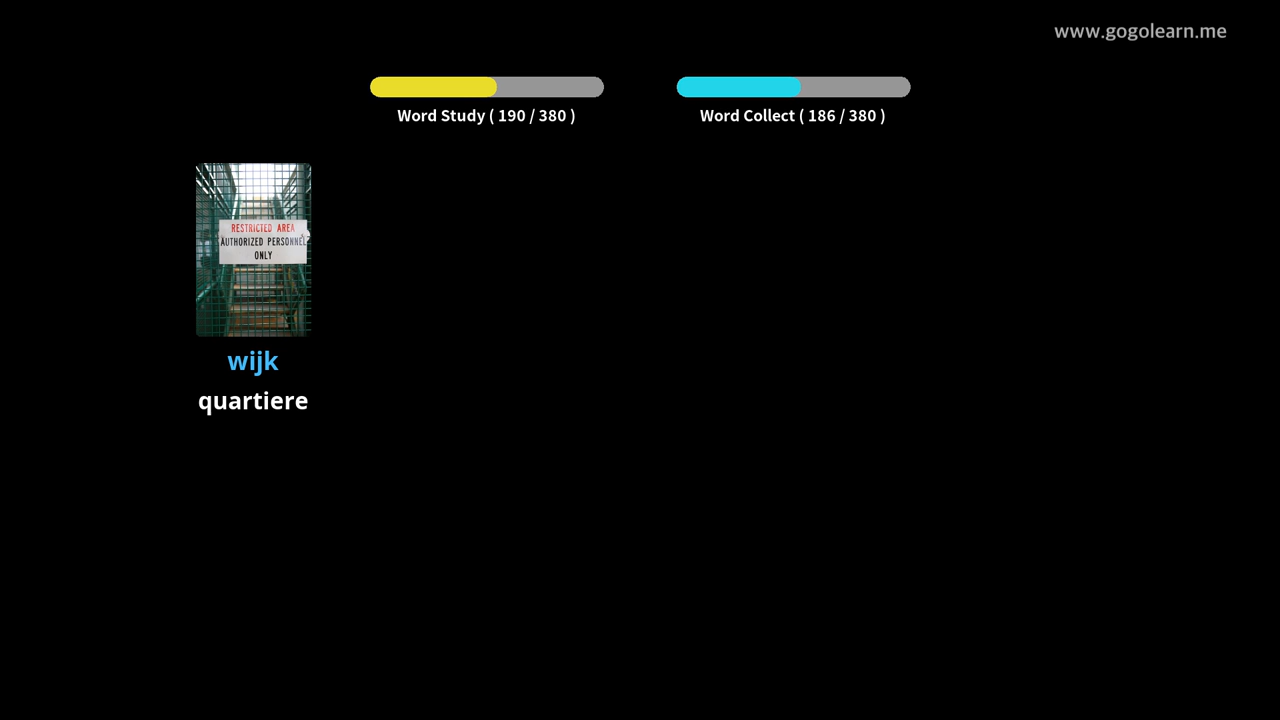 www.gogolearn.me
Word Study ( 190 / 380 )
Word Collect ( 186 / 380 )
RESTRICTED AREA
AUTHORIZED PERSONNEL
ONLY
wijk
quartiere